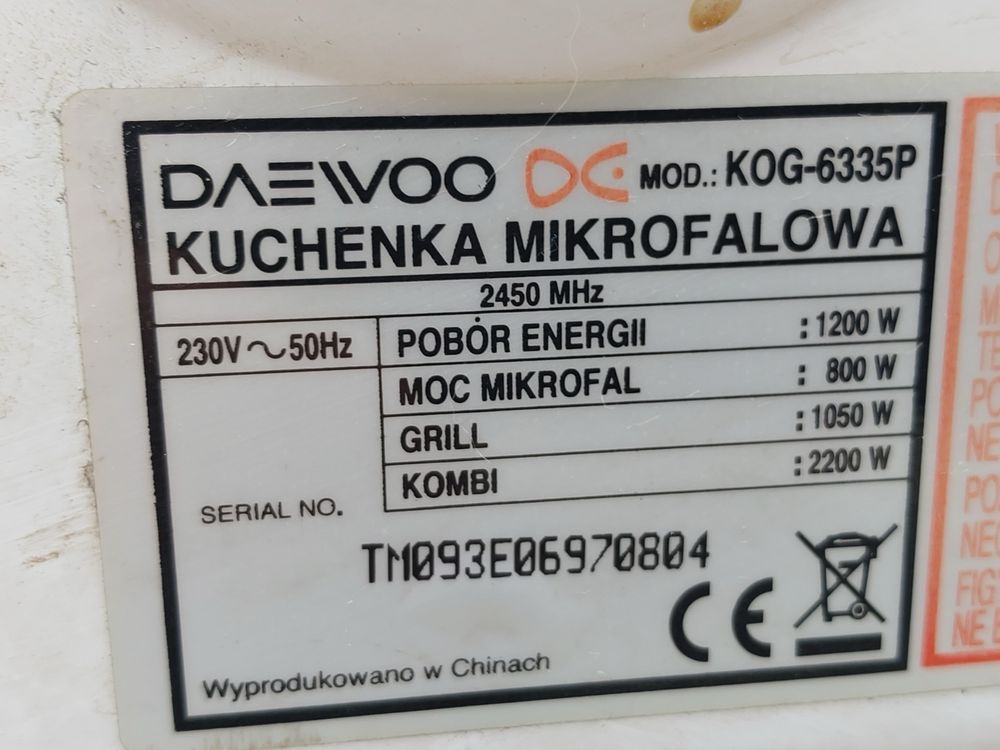 DAEWOO DE MOD.: KOG-6335P
KUCHENKA MIKROFALOWA
2450 MHz
230V ~ 50Hz
POBÓR ENERGII : 1200 W
MOC MIKROFAL : 800 W
GRILL : 1050 W
KOMBI : 2200 W
SERIAL NO.
TM093E06970804
CE
Wyprodukowano w Chinach